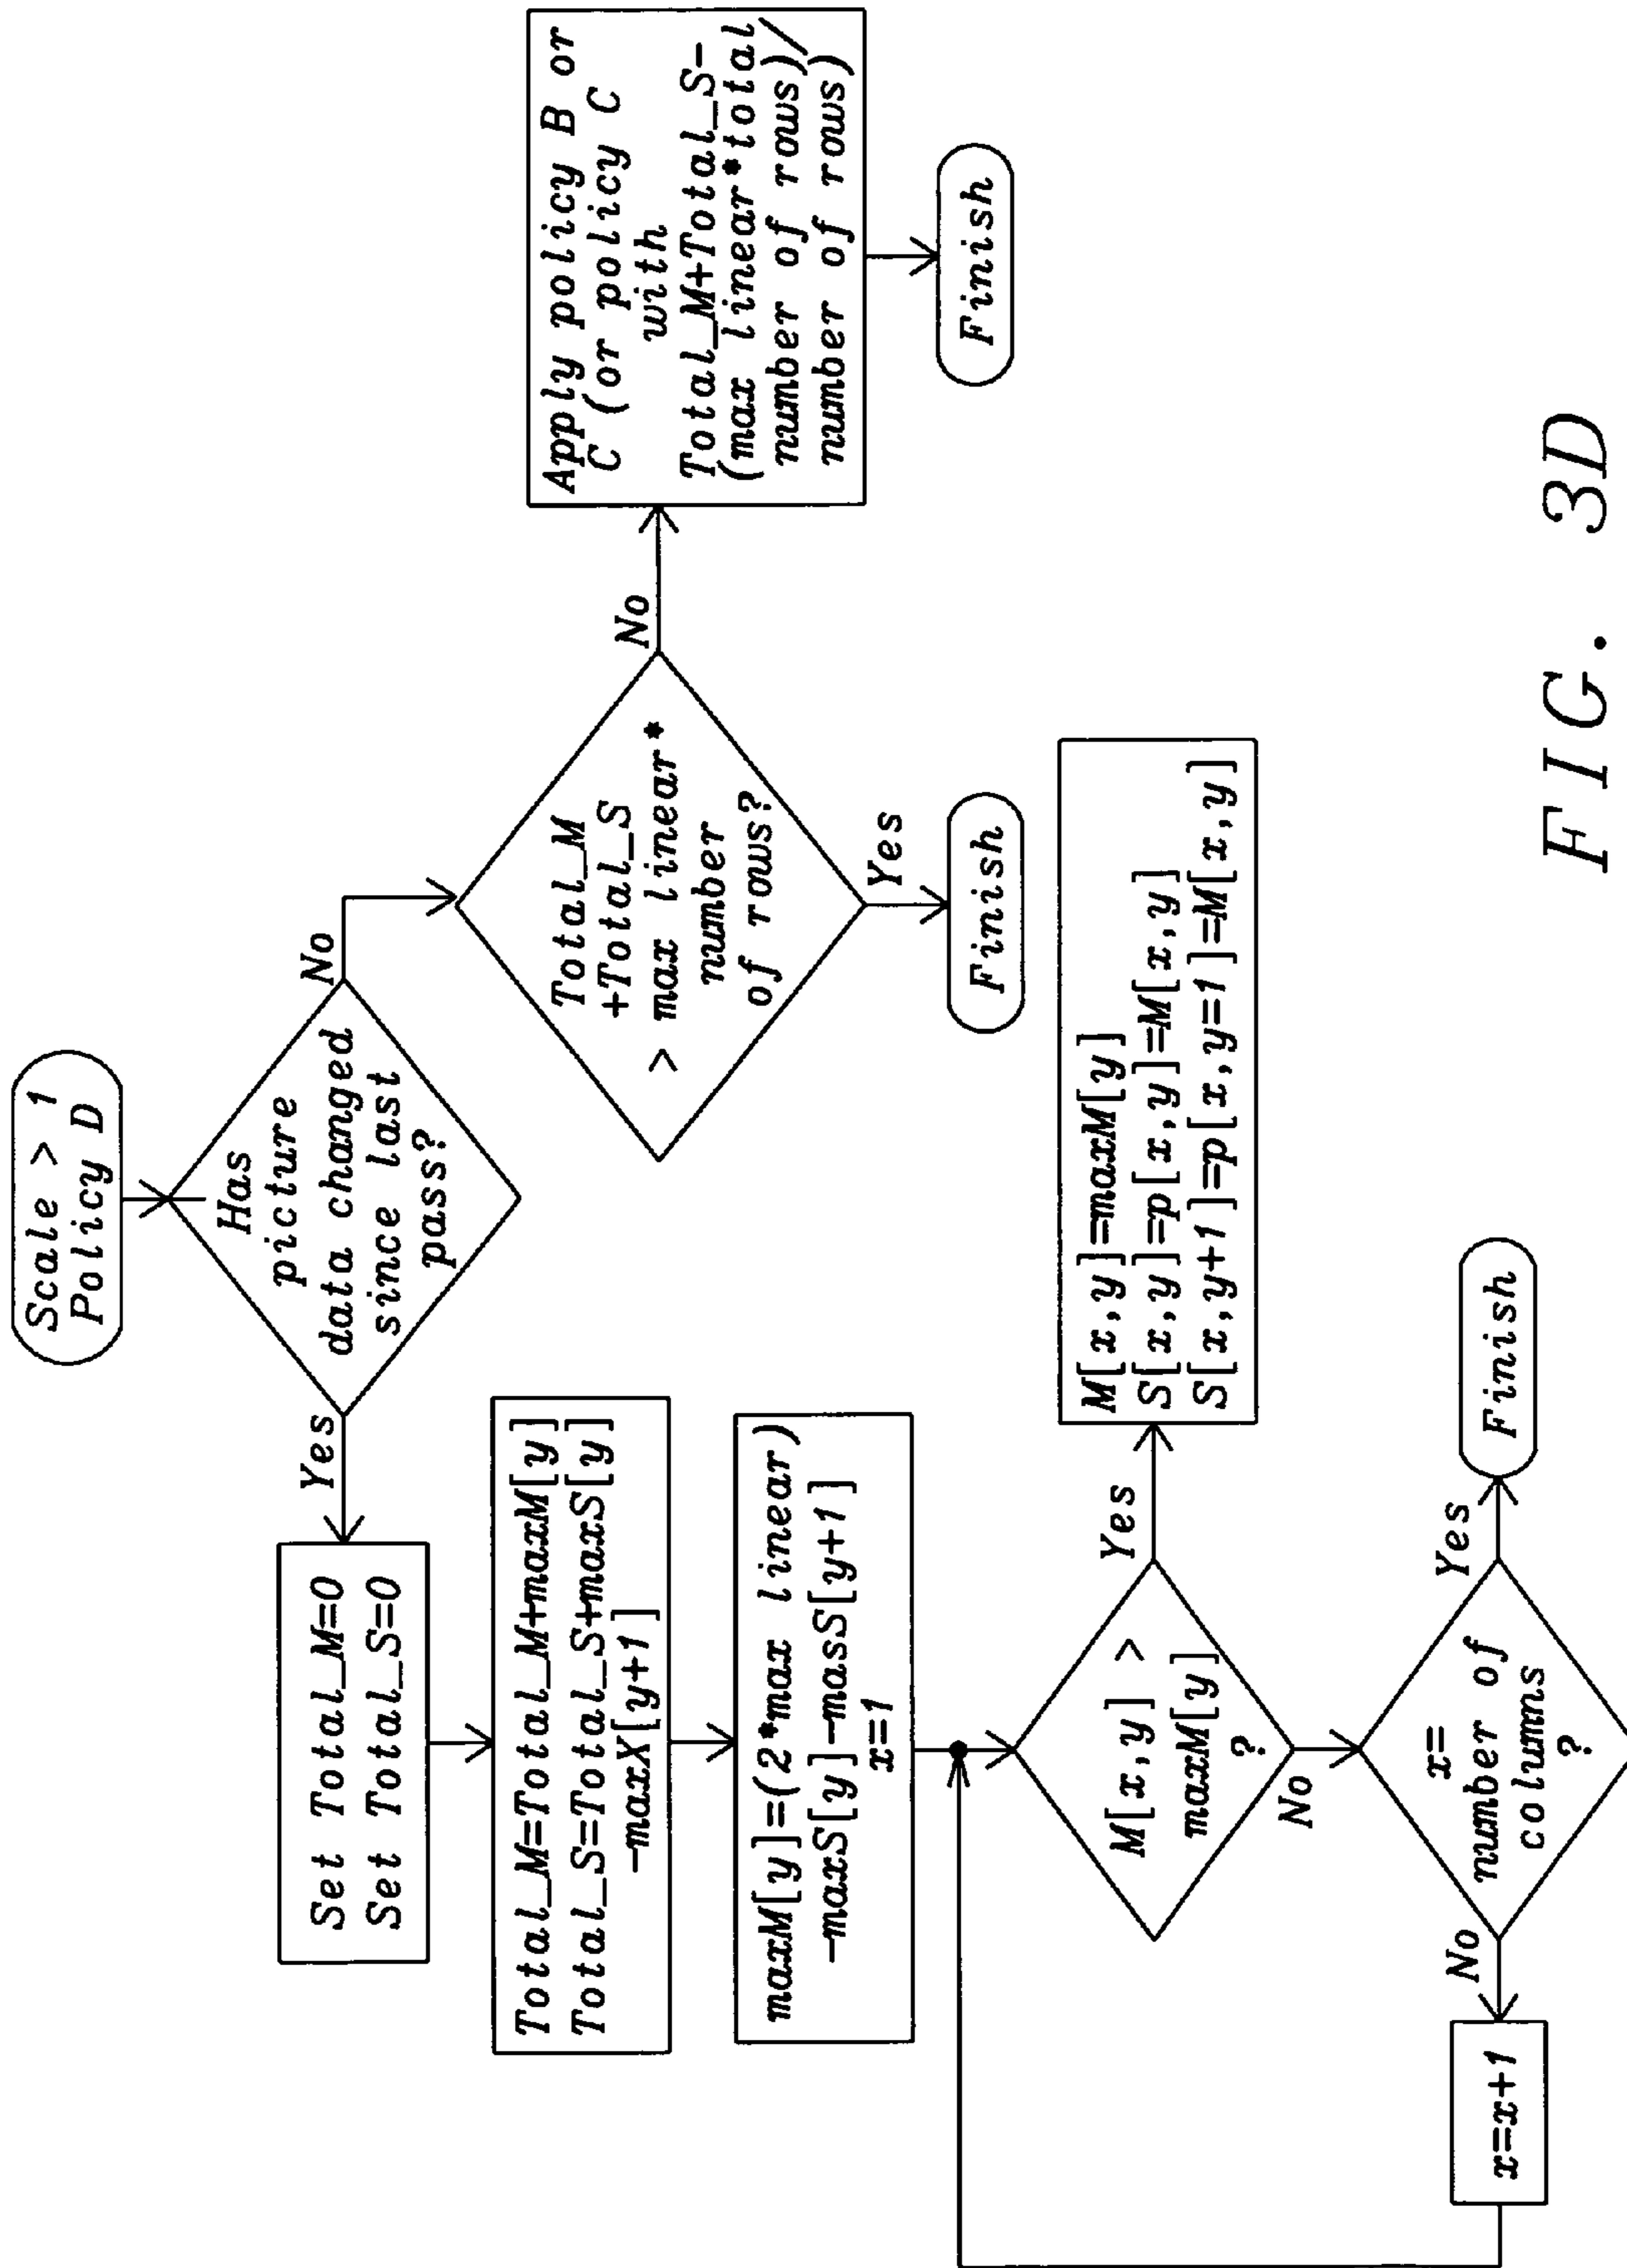 Scale > 1
Policy D
Has
picture
data changed
since last
pass?
Yes
No
Set Total_M=0
Set Total_S=0
Total_M=Total_M+maxM[y]
Total_S=Total_S+maxS[y]
-maxX[y+1]
maxM[y]=(2*max linear)
-maxS[y]-masS[y+1]
x=1
M[x,y] >
maxM[y]
?
Yes
No
M[x,y]=maxM[y]
S[x,y]=p[x,y]=M[x,y]
S[x,y+1]=p[x,y=1]=M[x,y]
x=
number of
columns
?
Yes
No
Finish
x=x+1
Total_M
+Total_S
> max linear*
number
of rows?
Yes
No
Finish
Apply policy B or
C (or policy C
with
Total_M+Total_S-
(max linear*total
number of rows)/
number of rows)
Finish
FIG. 3D